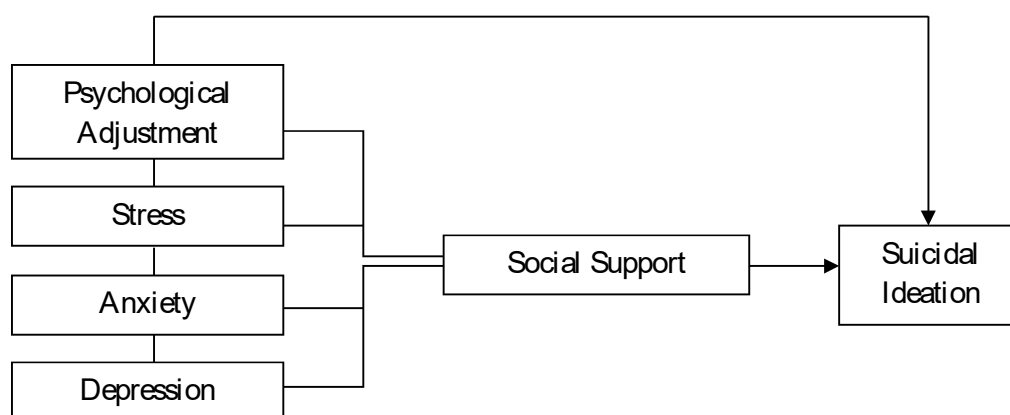 Psychological
Adjustment
Stress
Anxiety
Depression
Social Support
Suicidal
Ideation